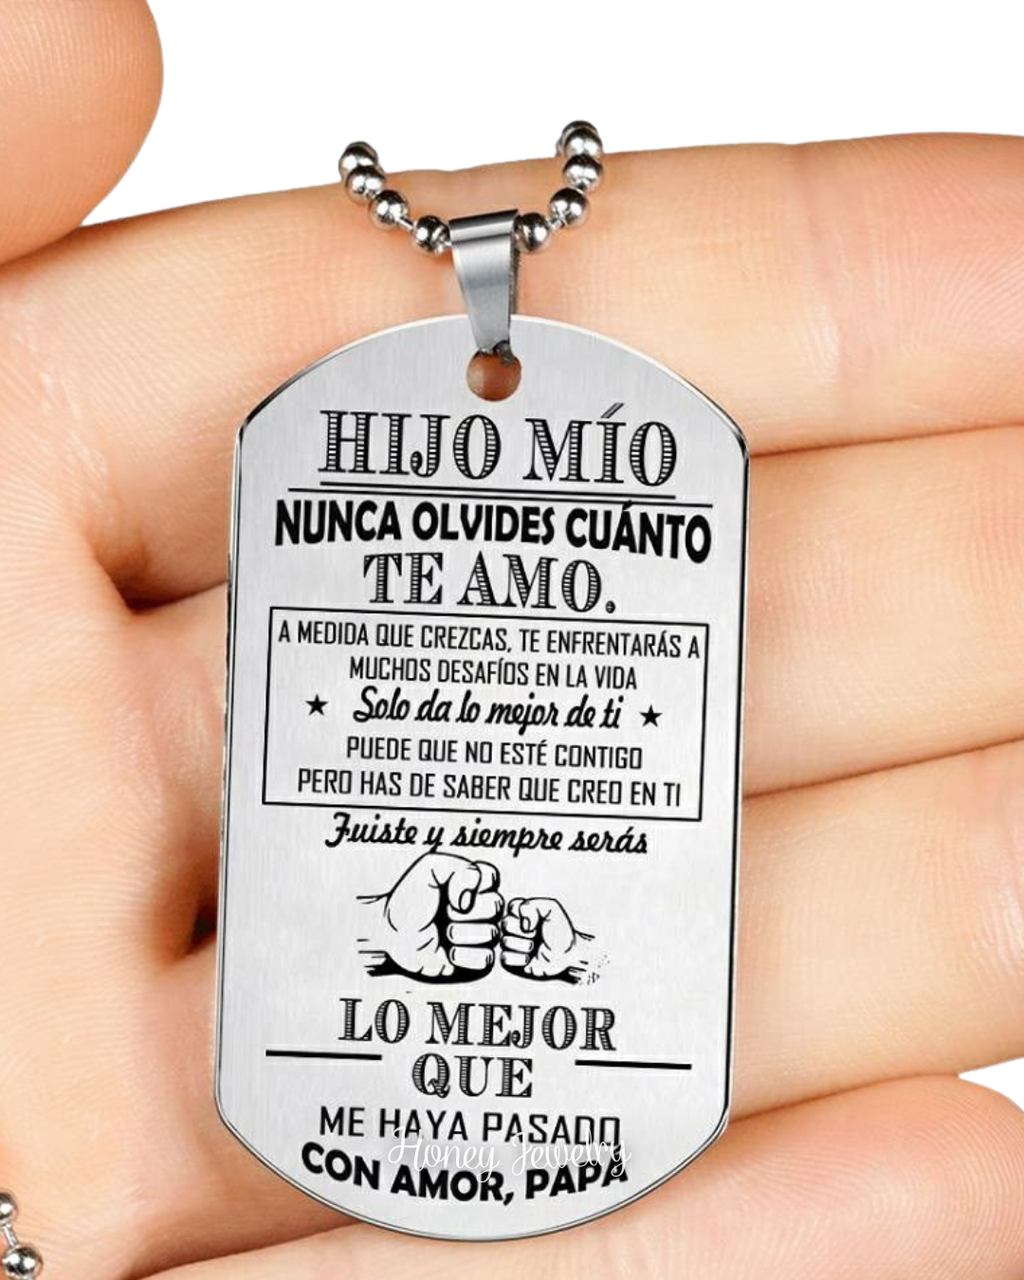 HIJO MÍO
NUNCA OLVIDES CUÁNTO
TE AMO.
A MEDIDA QUE CREZCAS, TE ENFRENTARÁS A
MUCHOS DESAFÍOS EN LA VIDA
★ Solo da lo mejor de ti ★
PUEDE QUE NO ESTÉ CONTIGO
PERO HAS DE SABER QUE CREO EN TI
Fuiste y siempre serás
LO MEJOR
QUE
ME HAYA PASADO
Honey Jewelry
CON AMOR, PAPÁ